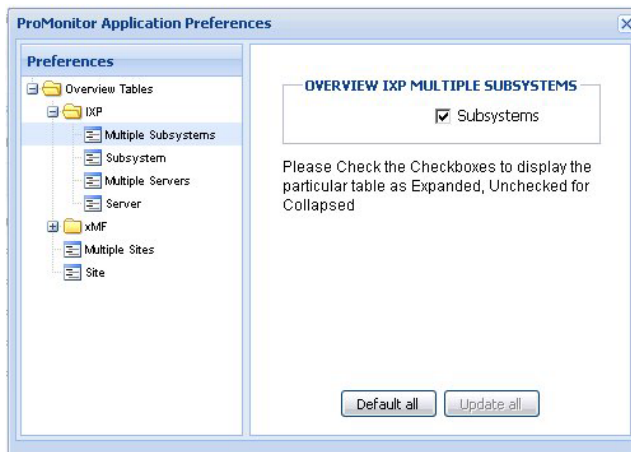 ProMonitor Application Preferences
Preferences
Overview Tables
IXP
Multiple Subsystems
Subsystem
Multiple Servers
Server
xMF
Multiple Sites
Site
OVERVIEW IXP MULTIPLE SUBSYSTEMS
Subsystems
Please Check the Checkboxes to display the
particular table as Expanded, Unchecked for
Collapsed
Default all
Update all